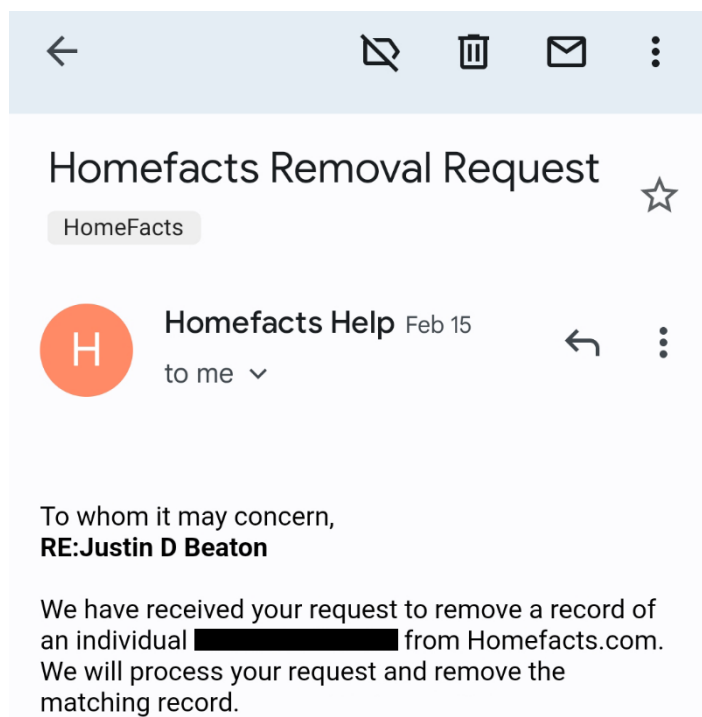 Homefacts Removal Request
HomeFacts
H
Homefacts Help Feb 15
to me
To whom it may concern,
RE:Justin D Beaton
We have received your request to remove a record of
an individual from Homefacts.com.
We will process your request and remove the
matching record.